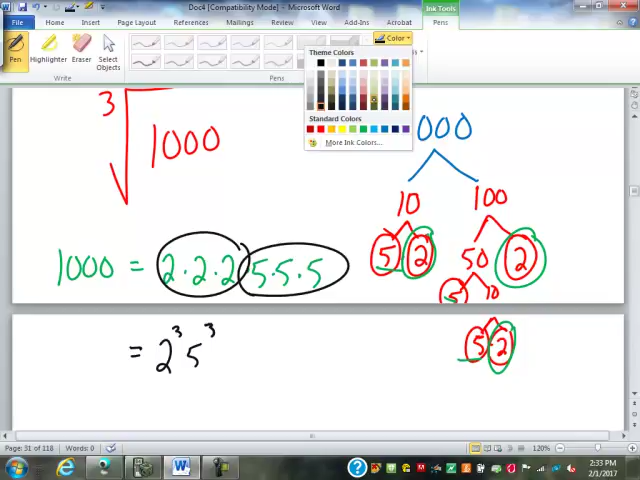 Doc4 [Compatibility Mode] - Microsoft Word
Ink Tools
File Home Insert Page Layout References Mailings Review View Add-Ins Acrobat Pen
Pen Highlighter Eraser Select Objects
Color
Write
Pens
Theme Colors
Standard Colors
More Ink Colors...
3
1000
000
10 100
1000 = 2·2·2 5·5·5
5 2 50 2
5 10
= 2³ 5³
5 2
Page: 31 of 118 Words: 0 120%
2:33 PM
2/1/2017